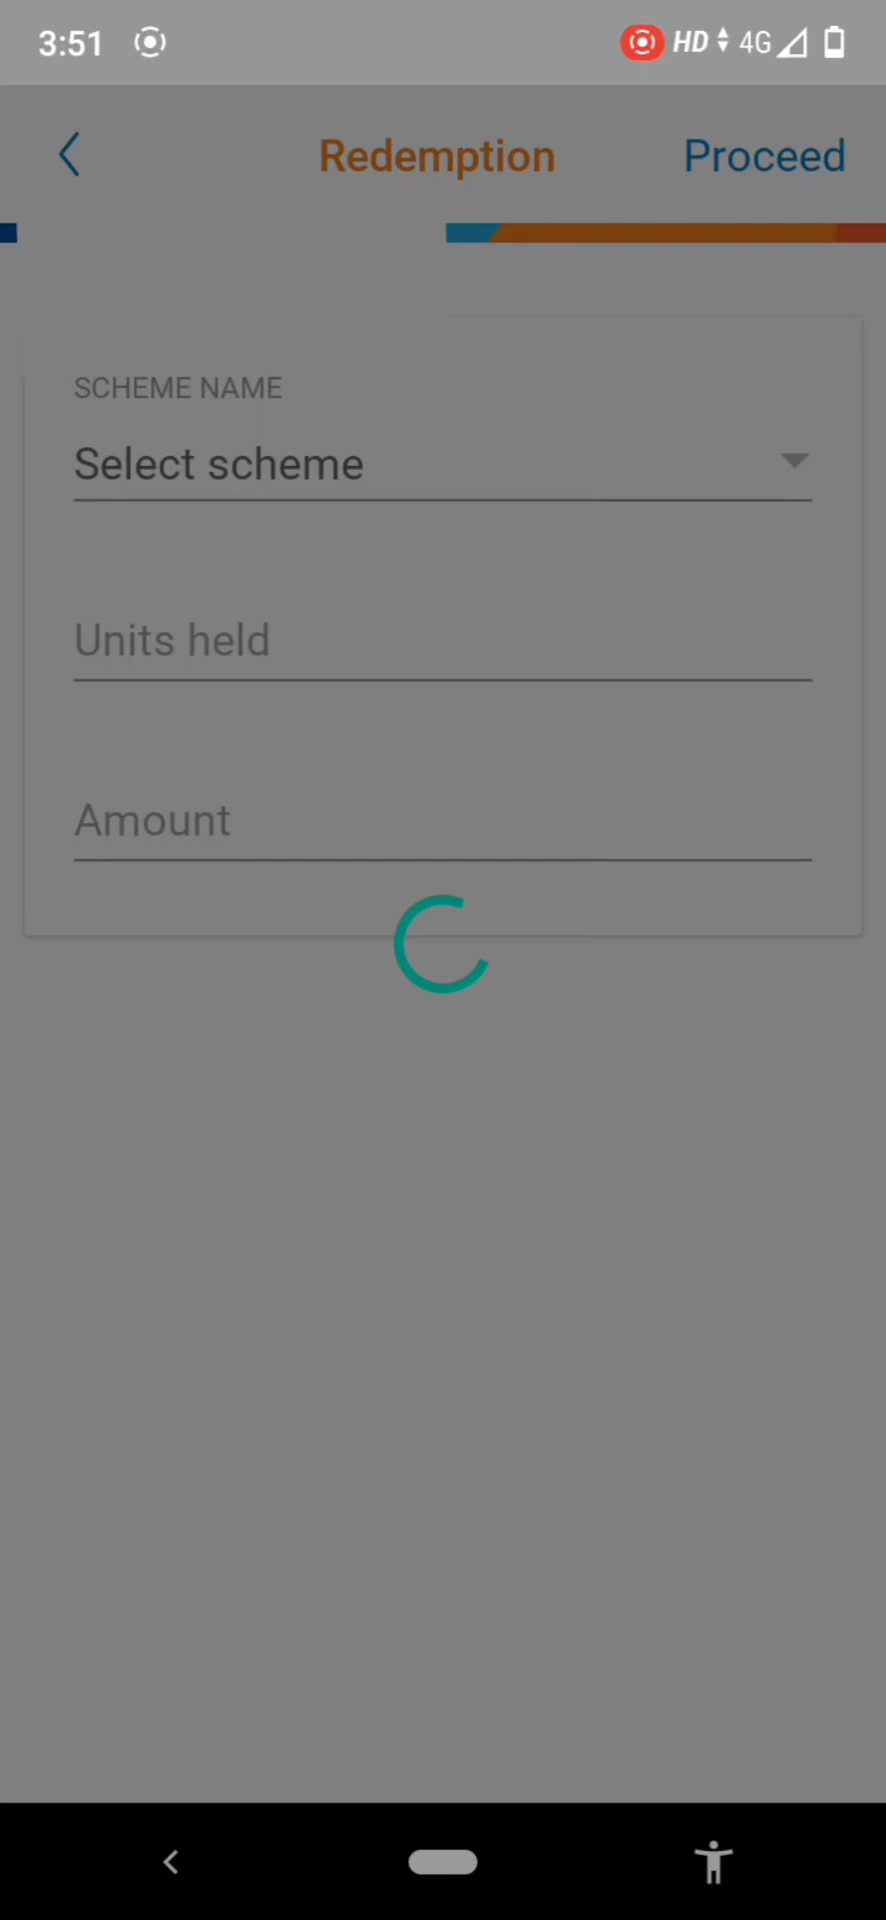 3:51 HD 4G
Redemption Proceed
SCHEME NAME
Select scheme
Units held
Amount